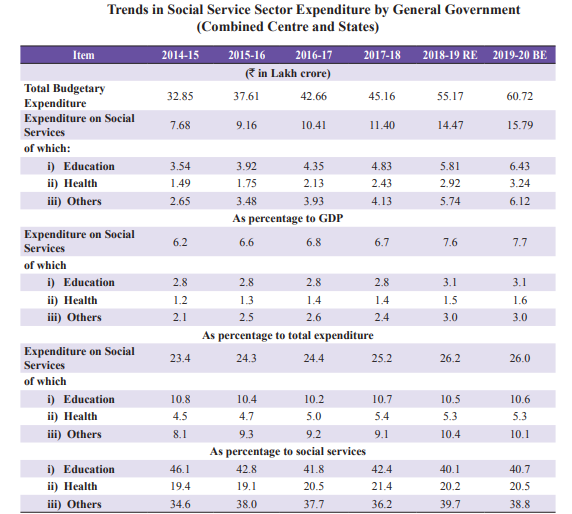 Trends in Social Service Sector Expenditure by General Government
(Combined Centre and States)
Item 2014-15 2015-16 2016-17 2017-18 2018-19 RE 2019-20 BE
(₹ in Lakh crore)
Total Budgetary
Expenditure 32.85 37.61 42.66 45.16 55.17 60.72
Expenditure on Social
Services 7.68 9.16 10.41 11.40 14.47 15.79
of which:
i) Education 3.54 3.92 4.35 4.83 5.81 6.43
ii) Health 1.49 1.75 2.13 2.43 2.92 3.24
iii) Others 2.65 3.48 3.93 4.13 5.74 6.12
As percentage to GDP
Expenditure on Social
Services 6.2 6.6 6.8 6.7 7.6 7.7
of which
i) Education 2.8 2.8 2.8 2.8 3.1 3.1
ii) Health 1.2 1.3 1.4 1.4 1.5 1.6
iii) Others 2.1 2.5 2.6 2.4 3.0 3.0
As percentage to total expenditure
Expenditure on Social
Services 23.4 24.3 24.4 25.2 26.2 26.0
of which
i) Education 10.8 10.4 10.2 10.7 10.5 10.6
ii) Health 4.5 4.7 5.0 5.4 5.3 5.3
iii) Others 8.1 9.3 9.2 9.1 10.4 10.1
As percentage to social services
i) Education 46.1 42.8 41.8 42.4 40.1 40.7
ii) Health 19.4 19.1 20.5 21.4 20.2 20.5
iii) Others 34.6 38.0 37.7 36.2 39.7 38.8